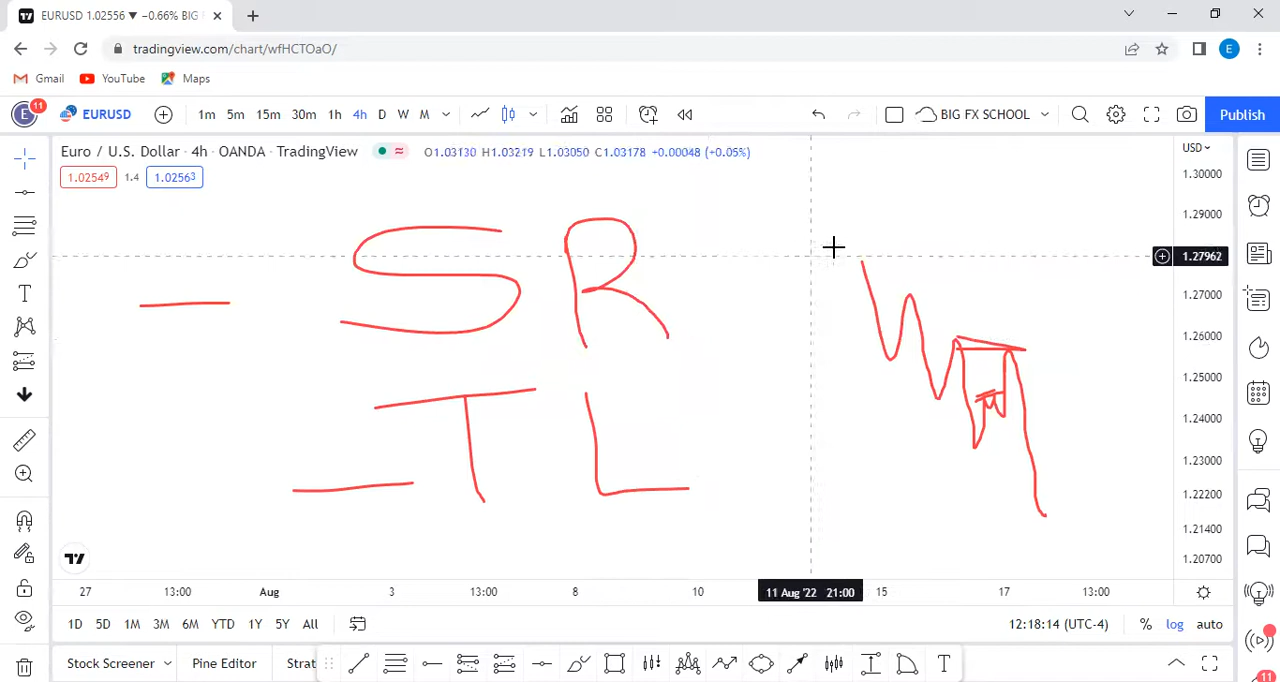 EURUSD 1.02556 ▼ −0.66% BIG F
tradingview.com/chart/wfHCTOaO/
E
Gmail YouTube Maps
E 11 EURUSD 1m 5m 15m 30m 1h 4h D W M BIG FX SCHOOL Publish
Euro / U.S. Dollar · 4h · OANDA · TradingView O1.03130 H1.03219 L1.03050 C1.03178 +0.00048 (+0.05%)
USD
1.02549 1.4 1.02563
1.30000
1.29000
1.27962
1.27000
1.26000
1.25000
1.24000
1.23000
1.22200
1.21400
1.20700
S R
T L
27 13:00 Aug 3 13:00 8 10 11 Aug '22 21:00 15 17 13:00
1D 5D 1M 3M 6M YTD 1Y 5Y All 12:18:14 (UTC-4) % log auto
Stock Screener Pine Editor Strat T
11